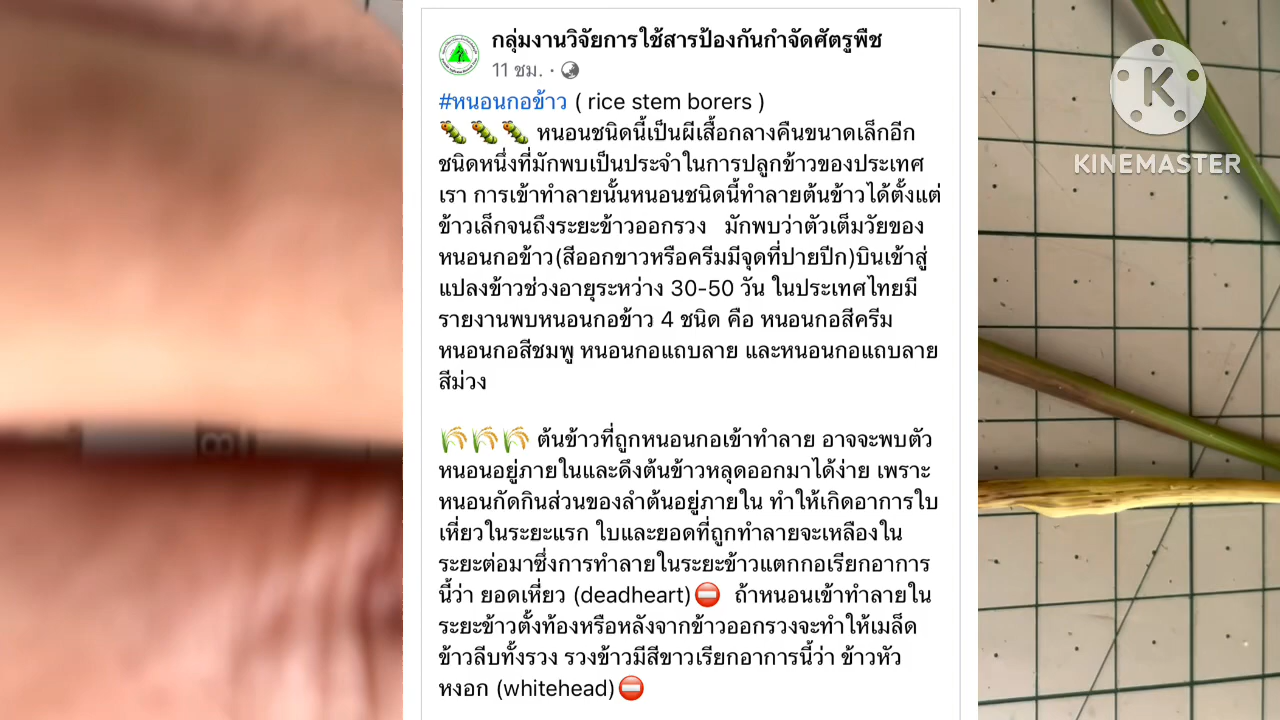 กลุ่มงานวิจัยการใช้สารป้องกันกำจัดศัตรูพืช
11 ชม. ·
#หนอนกอข้าว ( rice stem borers )
🐛🐛🐛 หนอนชนิดนี้เป็นผีเสื้อกลางคืนขนาดเล็กอีก
ชนิดหนึ่งที่มักพบเป็นประจำในการปลูกข้าวของประเทศ
เรา การเข้าทำลายนั้นหนอนชนิดนี้ทำลายต้นข้าวได้ตั้งแต่
ข้าวเล็กจนถึงระยะข้าวออกรวง มักพบว่าตัวเต็มวัยของ
หนอนกอข้าว(สีออกขาวหรือครีมมีจุดที่ปายปีก)บินเข้าสู่
แปลงข้าวช่วงอายุระหว่าง 30-50 วัน ในประเทศไทยมี
รายงานพบหนอนกอข้าว 4 ชนิด คือ หนอนกอสีครีม
หนอนกอสีชมพู หนอนกอแถบลาย และหนอนกอแถบลาย
สีม่วง
🌾🌾🌾 ต้นข้าวที่ถูกหนอนกอเข้าทำลาย อาจจะพบตัว
หนอนอยู่ภายในและดึงต้นข้าวหลุดออกมาได้ง่าย เพราะ
หนอนกัดกินส่วนของลำต้นอยู่ภายใน ทำให้เกิดอาการใบ
เหี่ยวในระยะแรก ใบและยอดที่ถูกทำลายจะเหลืองใน
ระยะต่อมาซึ่งการทำลายในระยะข้าวแตกกอเรียกอาการ
นี้ว่า ยอดเหี่ยว (deadheart)⛔ ถ้าหนอนเข้าทำลายใน
ระยะข้าวตั้งท้องหรือหลังจากข้าวออกรวงจะทำให้เมล็ด
ข้าวลีบทั้งรวง รวงข้าวมีสีขาวเรียกอาการนี้ว่า ข้าวหัว
หงอก (whitehead)⛔
K
KINEMASTER